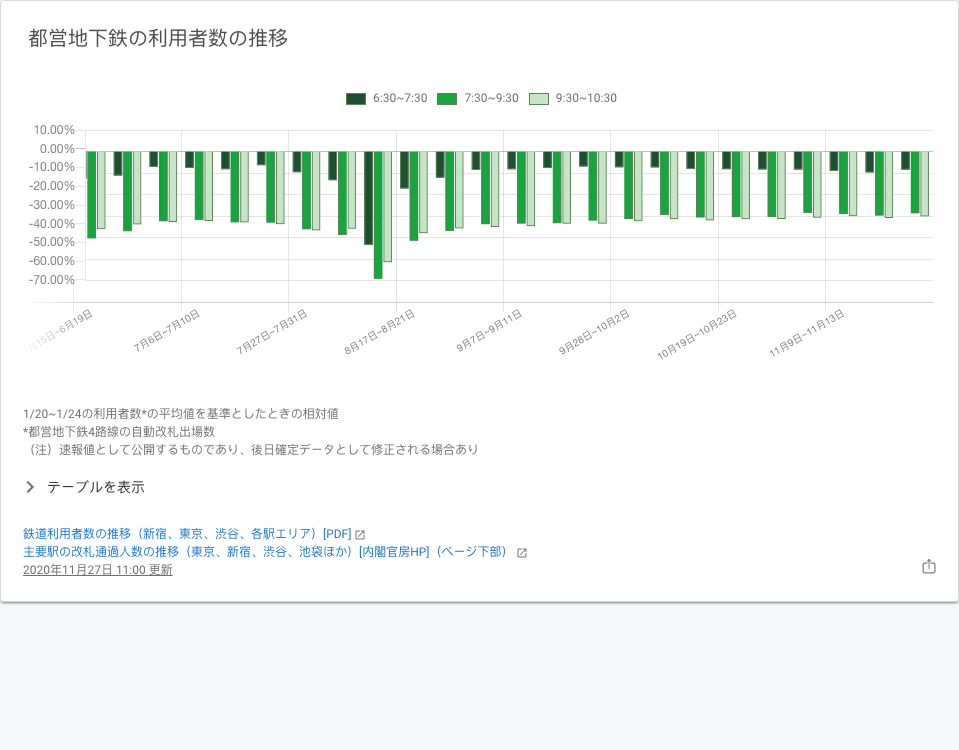 都営地下鉄の利用者数の推移
6:30~7:30 7:30~9:30 9:30~10:30
10.00%
0.00%
-10.00%
-20.00%
-30.00%
-40.00%
-50.00%
-60.00%
-70.00%
月15日~6月19日
7月6日~7月10日
7月27日~7月31日
8月17日~8月21日
9月7日~9月11日
9月28日~10月2日
10月19日~10月23日
11月9日~11月13日
1/20~1/24の利用者数*の平均値を基準としたときの相対値
*都営地下鉄4路線の自動改札出場数
（注）速報値として公開するものであり、後日確定データとして修正される場合あり
テーブルを表示
鉄道利用者数の推移（新宿、東京、渋谷、各駅エリア）[PDF]
主要駅の改札通過人数の推移（東京、新宿、渋谷、池袋ほか）[内閣官房HP]（ページ下部）
2020年11月27日 11:00 更新